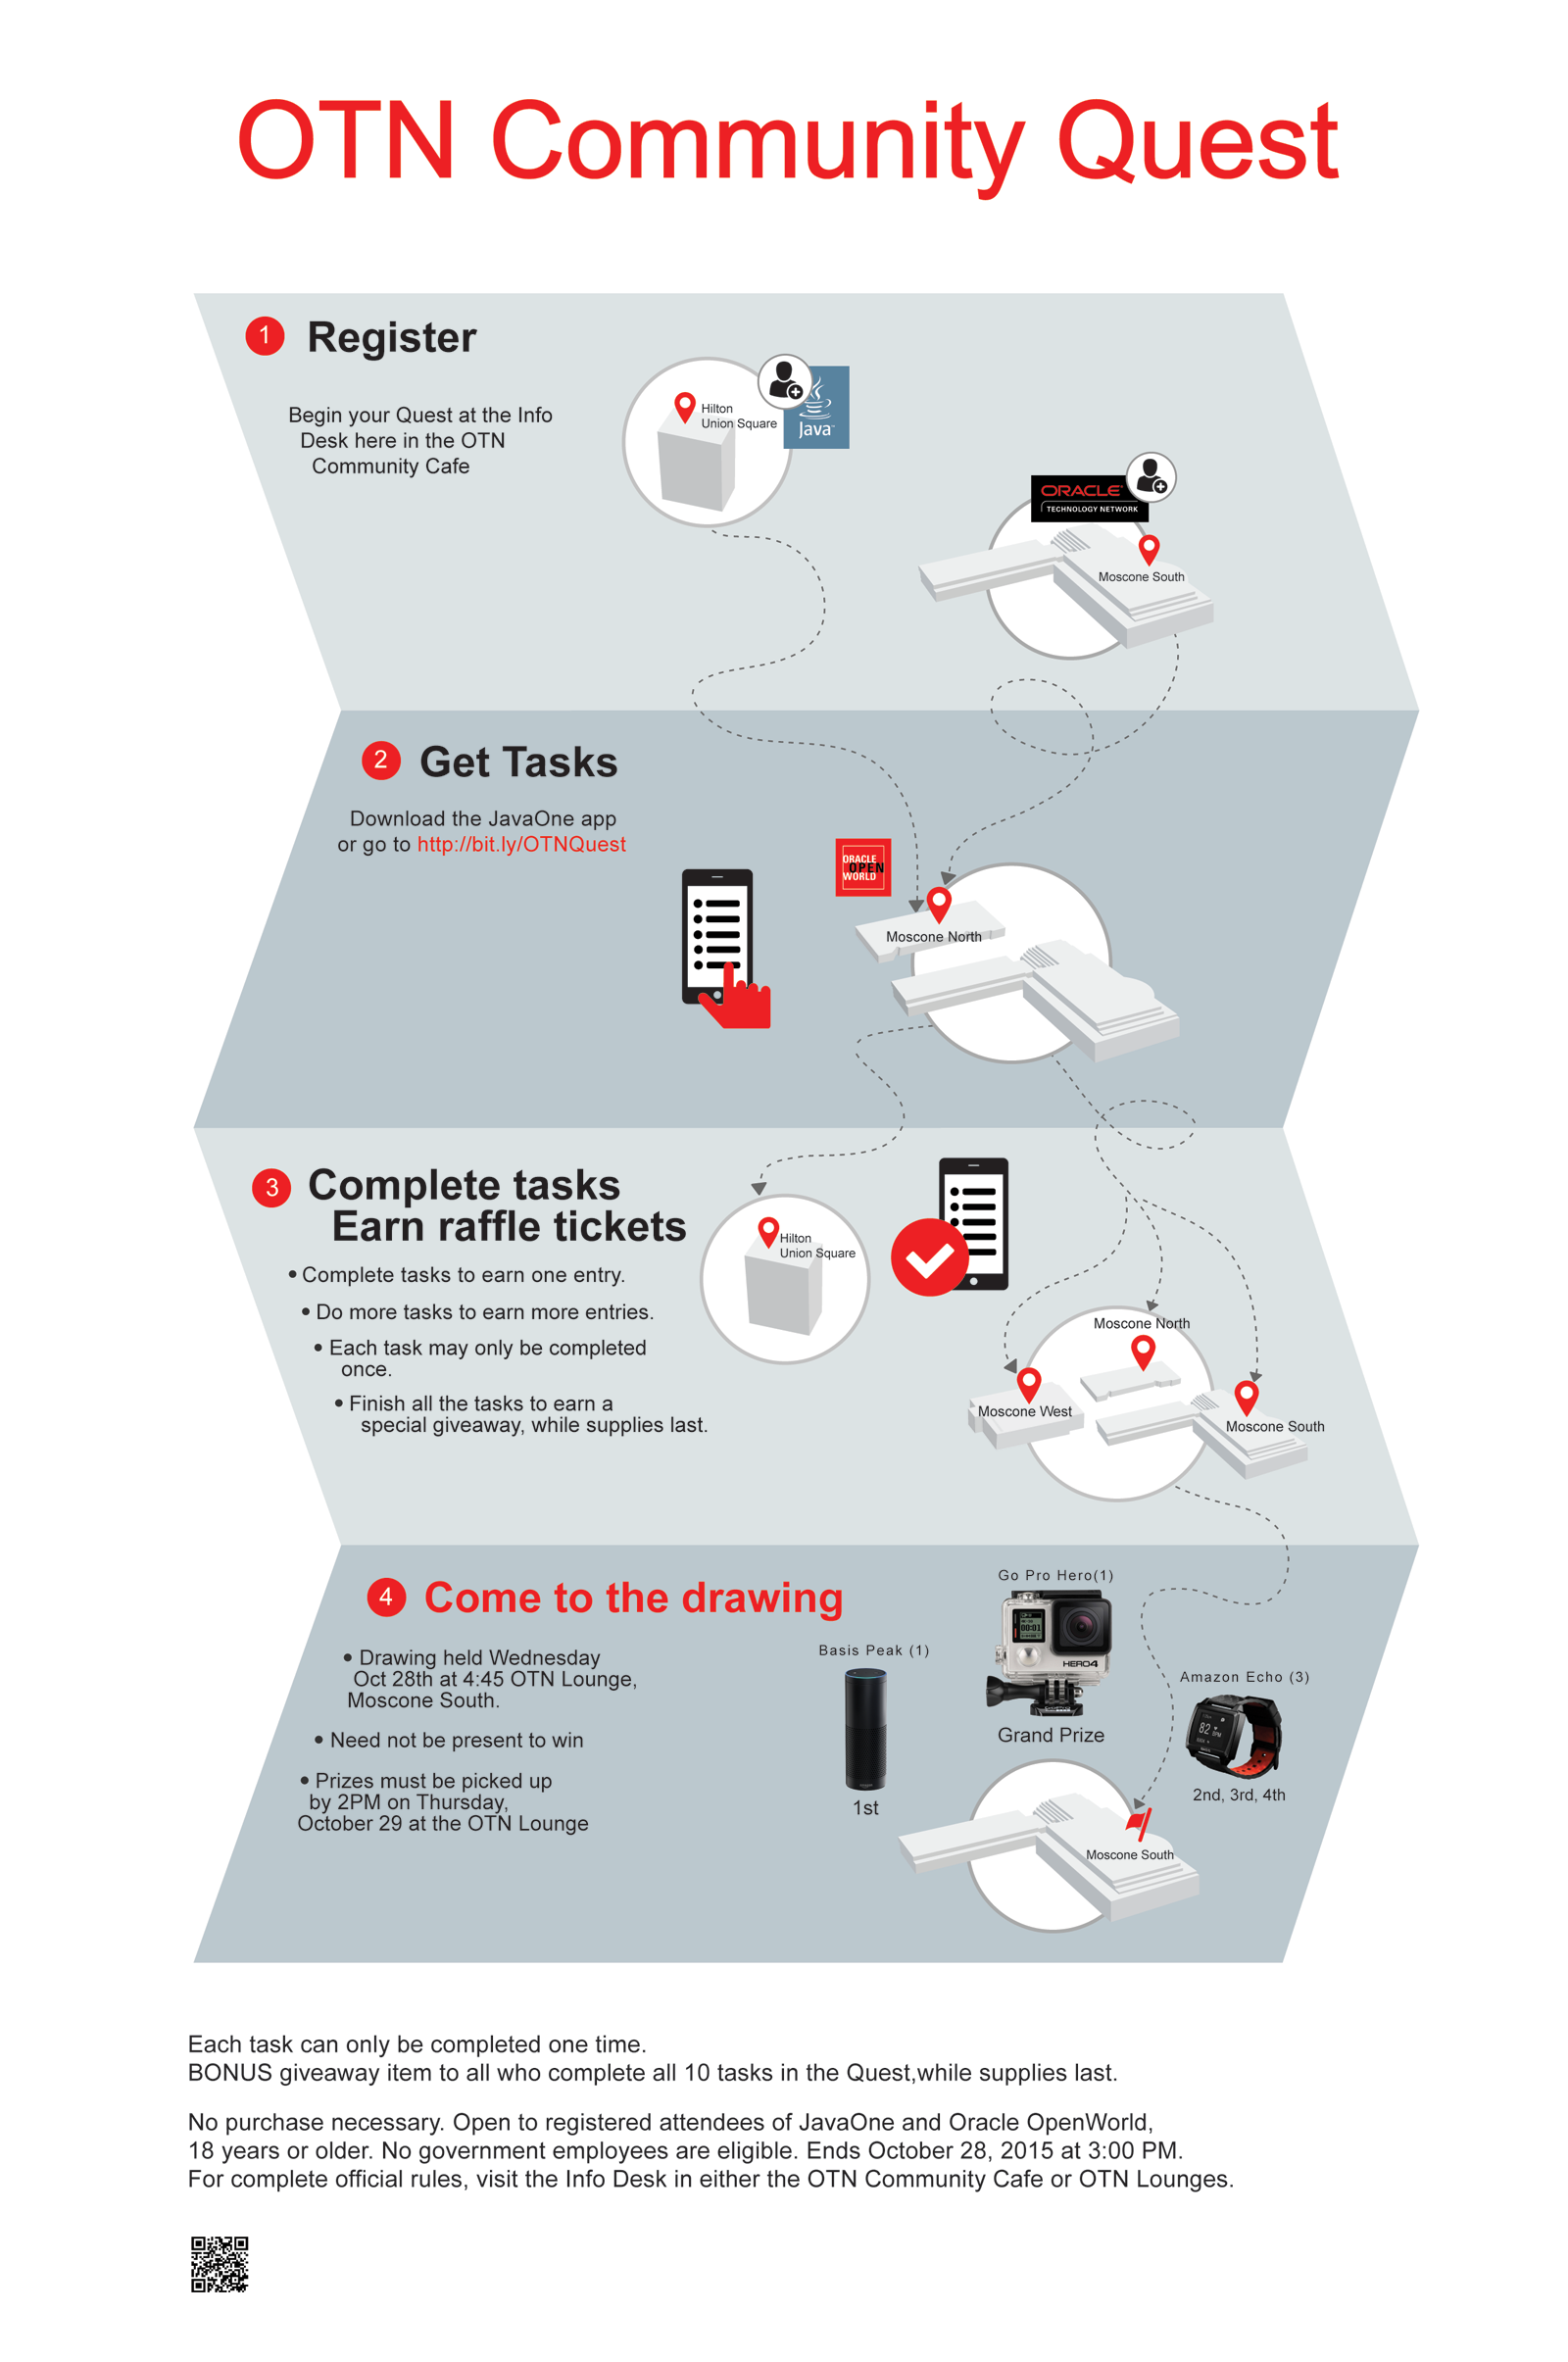 OTN Community Quest
1 Register
Begin your Quest at the Info
Desk here in the OTN
Community Cafe
Hilton
Union Square
Java
ORACLE
TECHNOLOGY NETWORK
Moscone South
2 Get Tasks
Download the JavaOne app
or go to http://bit.ly/OTNQuest
ORACLE
OPEN
WORLD
Moscone North
3 Complete tasks
Earn raffle tickets
• Complete tasks to earn one entry.
• Do more tasks to earn more entries.
• Each task may only be completed
once.
• Finish all the tasks to earn a
special giveaway, while supplies last.
Hilton
Union Square
Moscone North
Moscone West
Moscone South
4 Come to the drawing
• Drawing held Wednesday
Oct 28th at 4:45 OTN Lounge,
Moscone South.
• Need not be present to win
• Prizes must be picked up
by 2PM on Thursday,
October 29 at the OTN Lounge
Basis Peak (1)
1st
Go Pro Hero(1)
00:01
HERO4
Grand Prize
Amazon Echo (3)
82 BPM
2nd, 3rd, 4th
Moscone South
Each task can only be completed one time.
BONUS giveaway item to all who complete all 10 tasks in the Quest,while supplies last.
No purchase necessary. Open to registered attendees of JavaOne and Oracle OpenWorld,
18 years or older. No government employees are eligible. Ends October 28, 2015 at 3:00 PM.
For complete official rules, visit the Info Desk in either the OTN Community Cafe or OTN Lounges.